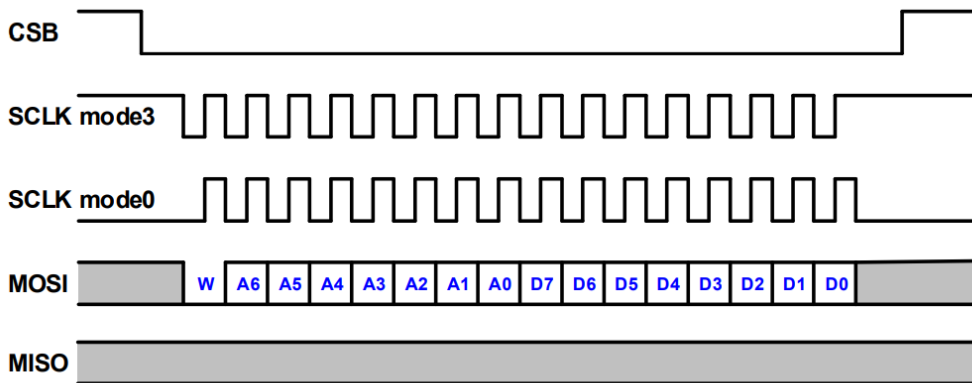 CSB
SCLK mode3
SCLK mode0
MOSI W A6 A5 A4 A3 A2 A1 A0 D7 D6 D5 D4 D3 D2 D1 D0
MISO